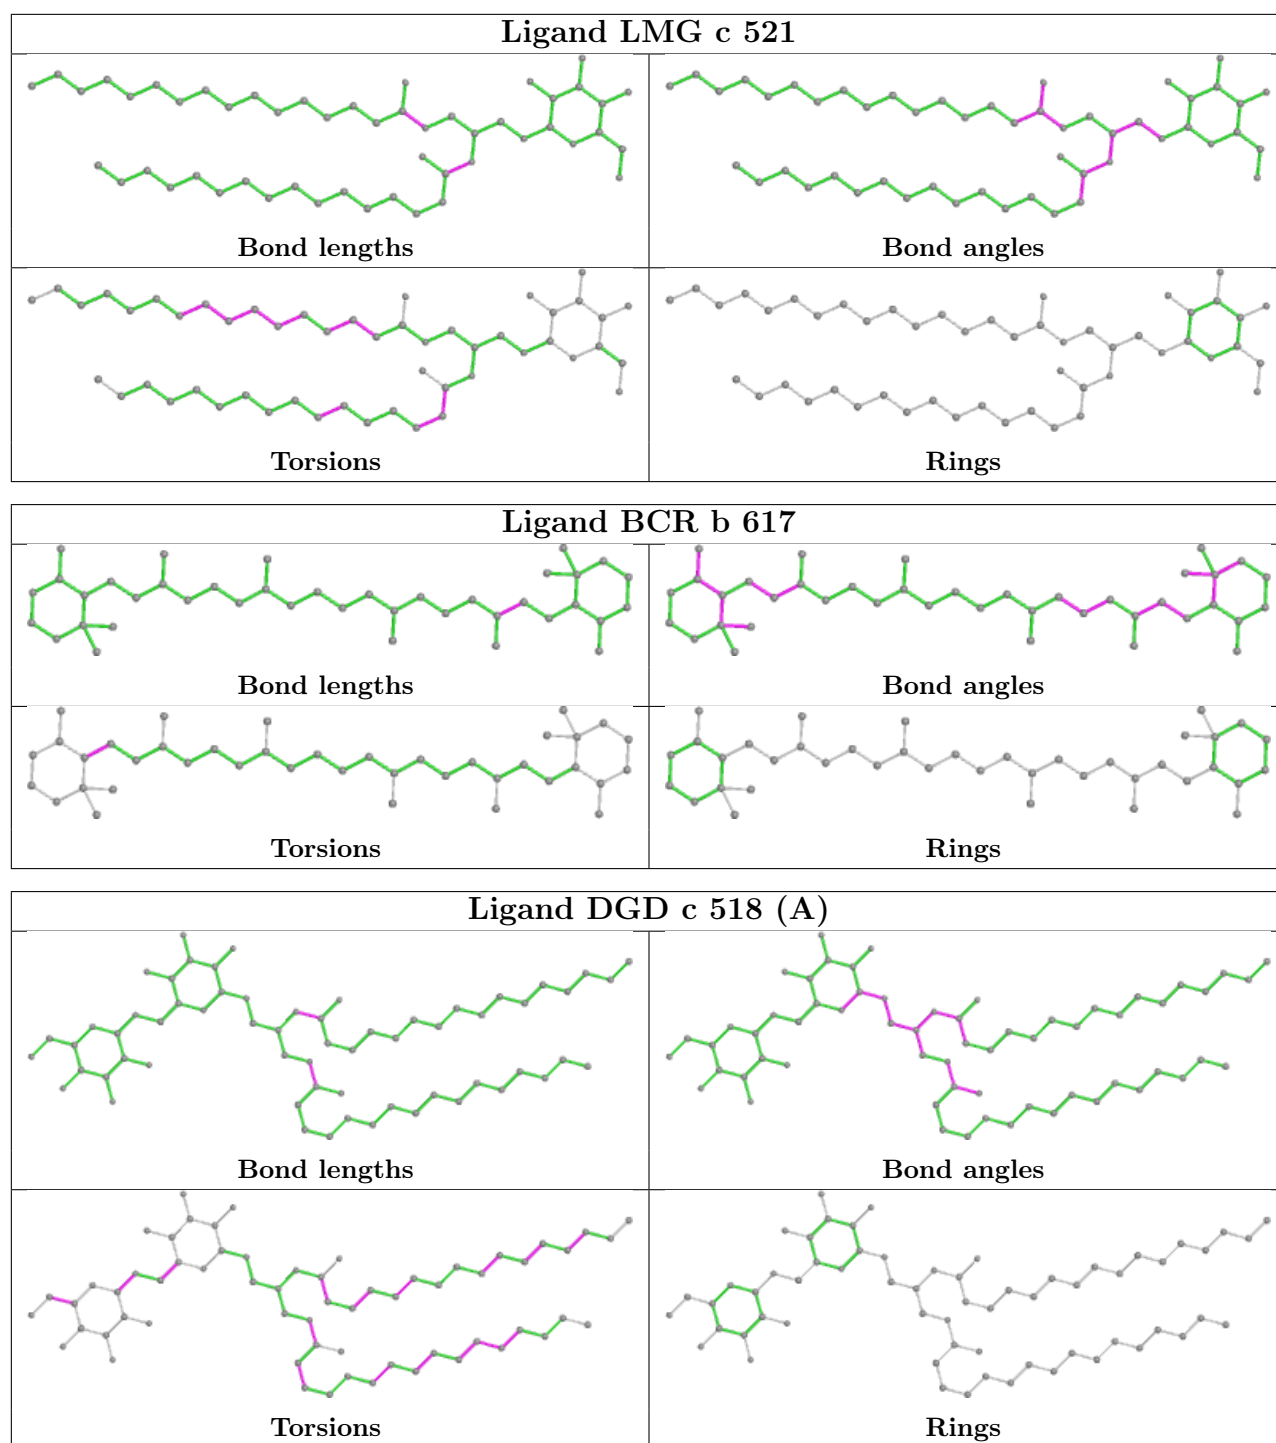 Ligand LMG c 521
Bond lengths
Bond angles
Torsions
Rings
Ligand BCR b 617
Bond lengths
Bond angles
Torsions
Rings
Ligand DGD c 518 (A)
Bond lengths
Bond angles
Torsions
Rings